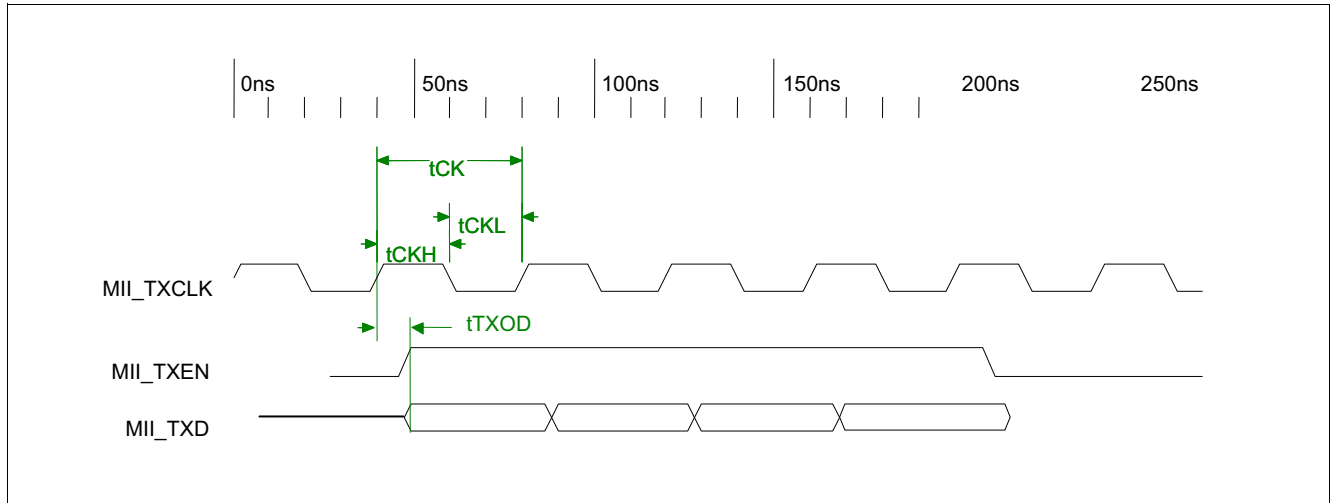 0ns 50ns 100ns 150ns 200ns 250ns
tCK
tCKL
tCKH
MII_TXCLK
tTXOD
MII_TXEN
MII_TXD